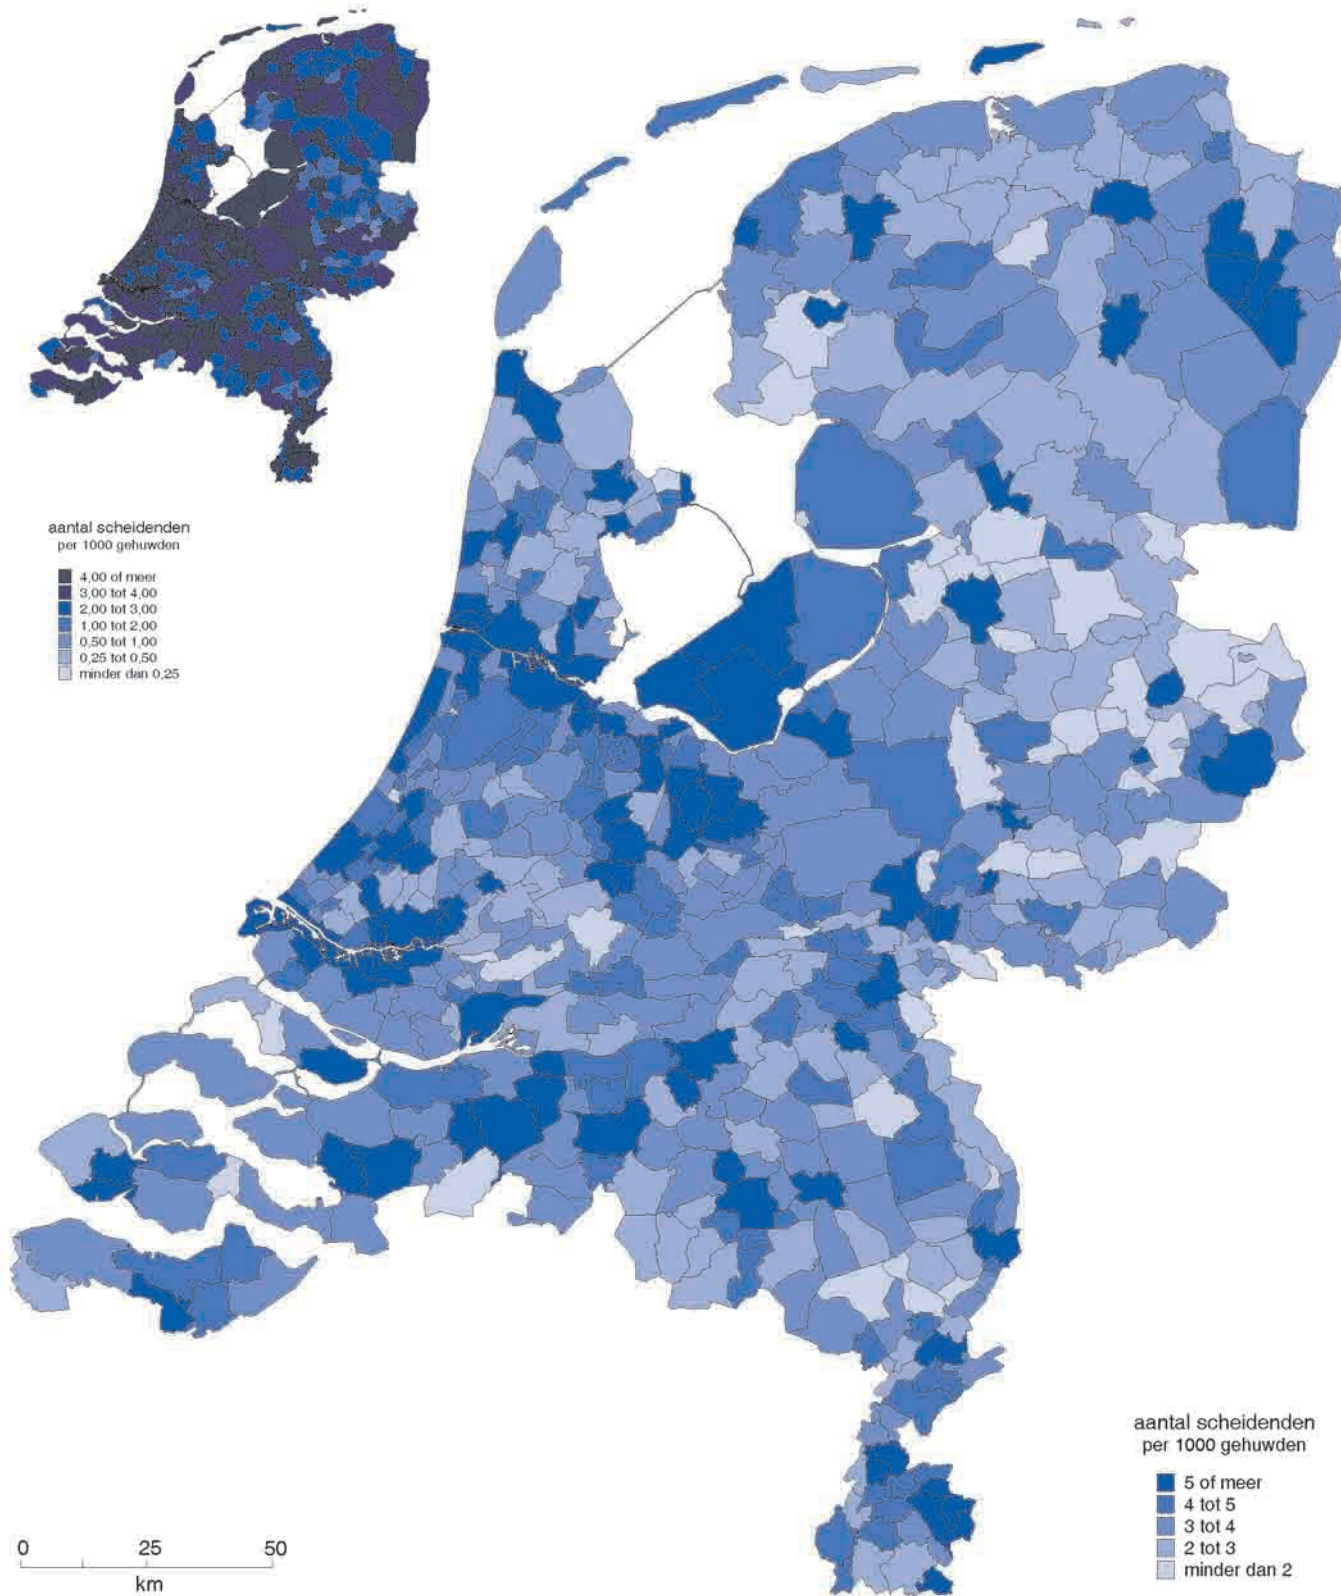 aantal scheidenden
per 1000 gehuwden
4,00 of meer
3,00 tot 4,00
2,00 tot 3,00
1,00 tot 2,00
0,50 tot 1,00
0,25 tot 0,50
minder dan 0,25
aantal scheidenden
per 1000 gehuwden
5 of meer
4 tot 5
3 tot 4
2 tot 3
minder dan 2
0 25 50
km